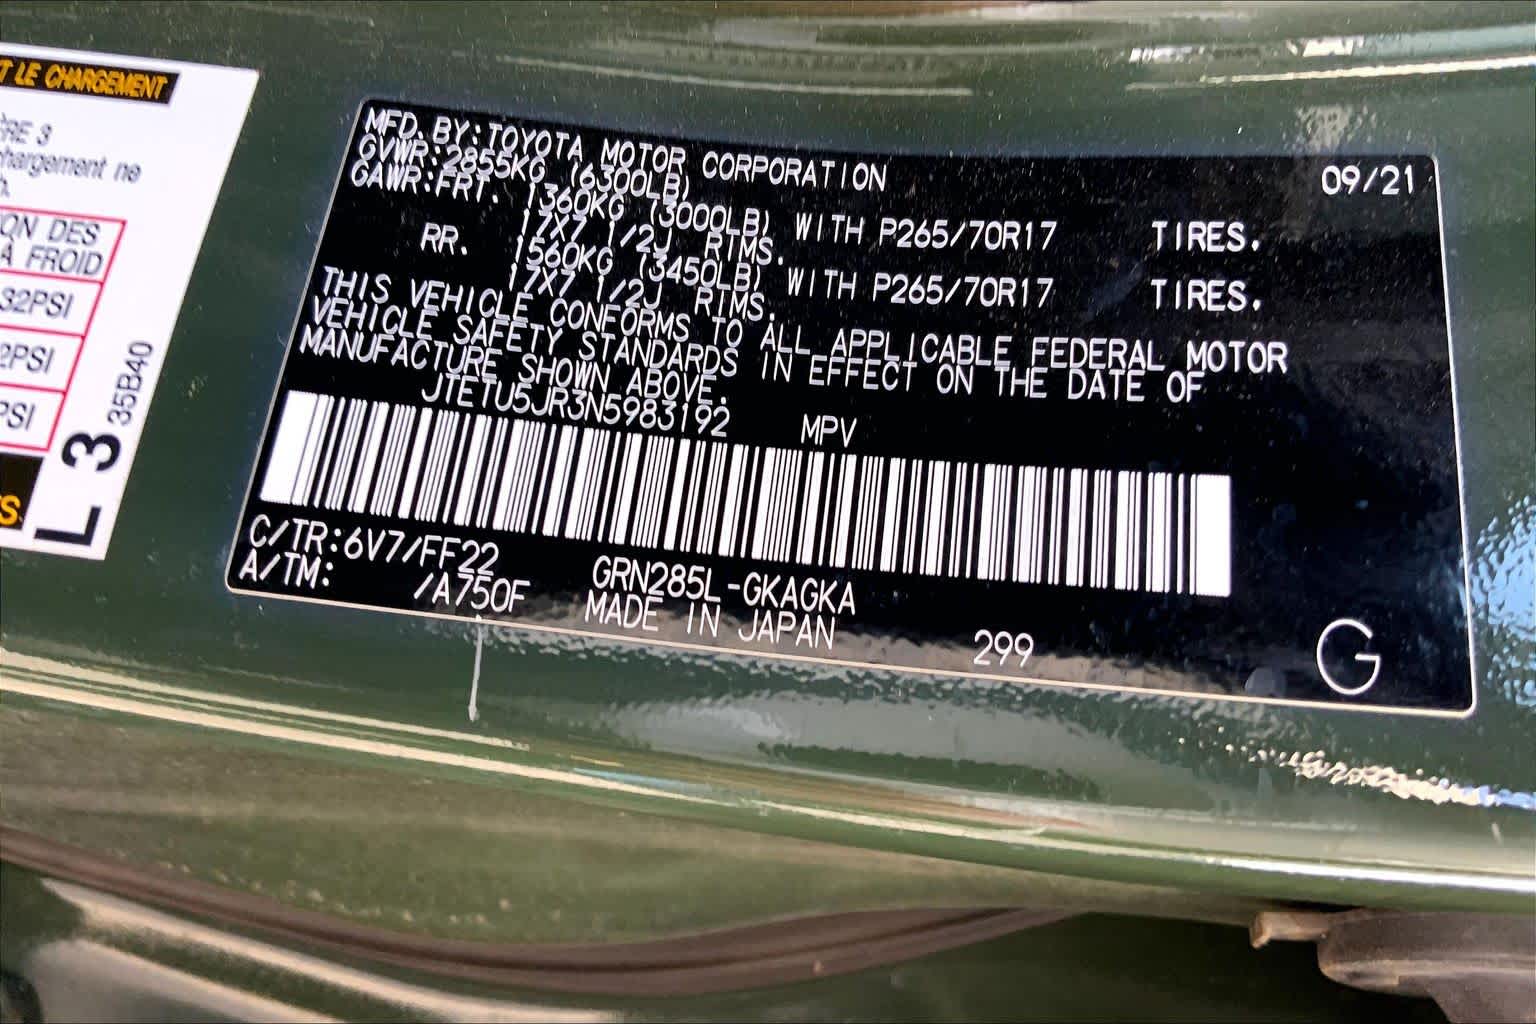 T LE CHARGEMENT
ÈRE 3
chargement ne
ON DES
À FROID
32PSI
2PSI
PSI
S.
L 3
35B40
MFD. BY: TOYOTA MOTOR CORPORATION 09/21
GVWR: 2855KG (6300LB)
GAWR: FRT. 1360KG (3000LB) WITH P265/70R17 TIRES.
17X7 1/2J RIMS.
RR. 1560KG (3450LB) WITH P265/70R17 TIRES.
17X7 1/2J RIMS.
THIS VEHICLE CONFORMS TO ALL APPLICABLE FEDERAL MOTOR
VEHICLE SAFETY STANDARDS IN EFFECT ON THE DATE OF
MANUFACTURE SHOWN ABOVE.
JTETU5JR3N5983192 MPV
C/TR: 6V7/FF22 GRN285L-GKAGKA
A/TM: /A750F MADE IN JAPAN 299 G